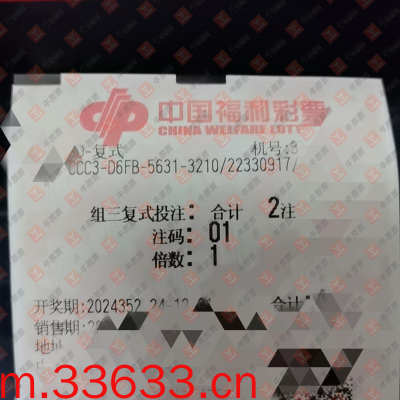 中国福利彩票
CHINA WELFARE LOTT
D-复式 机号:3
CCC3-D6FB-5631-3210/22330917/
组三复式投注: 合计 2注
注码: 01
倍数: 1
开奖期:2024352 24-12 合计:
销售期:
地址
m.33633.cn